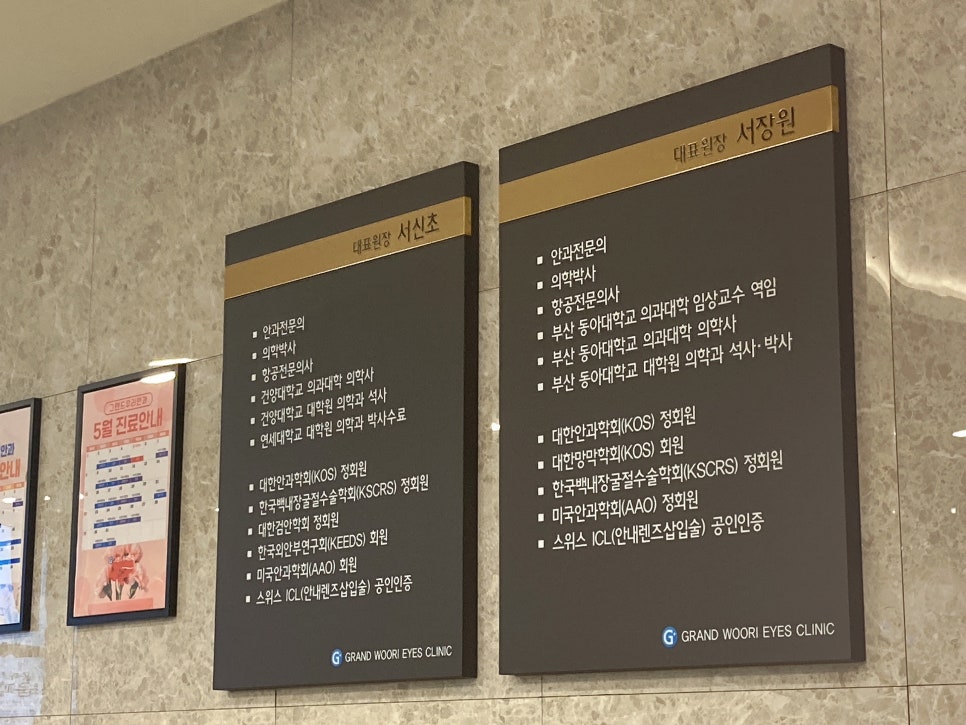 안과
안내
그랜드우리안과
5월 진료안내
대표원장 서신초
▪ 안과전문의
▪ 의학박사
▪ 항공전문의사
▪ 건양대학교 의과대학 의학사
▪ 건양대학교 대학원 의학과 석사
▪ 연세대학교 대학원 의학과 박사수료
▪ 대한안과학회(KOS) 정회원
▪ 한국백내장굴절수술학회(KSCRS) 정회원
▪ 대한검안학회 정회원
▪ 한국외안부연구회(KEEDS) 회원
▪ 미국안과학회(AAO) 회원
▪ 스위스 ICL(안내렌즈삽입술) 공인인증
G GRAND WOORI EYES CLINIC
대표원장 서장원
▪ 안과전문의
▪ 의학박사
▪ 항공전문의사
▪ 부산 동아대학교 의과대학 임상교수 역임
▪ 부산 동아대학교 의과대학 의학사
▪ 부산 동아대학교 대학원 의학과 석사·박사
▪ 대한안과학회(KOS) 정회원
▪ 대한망막학회(KOS) 회원
▪ 한국백내장굴절수술학회(KSCRS) 정회원
▪ 미국안과학회(AAO) 정회원
▪ 스위스 ICL(안내렌즈삽입술) 공인인증
G GRAND WOORI EYES CLINIC